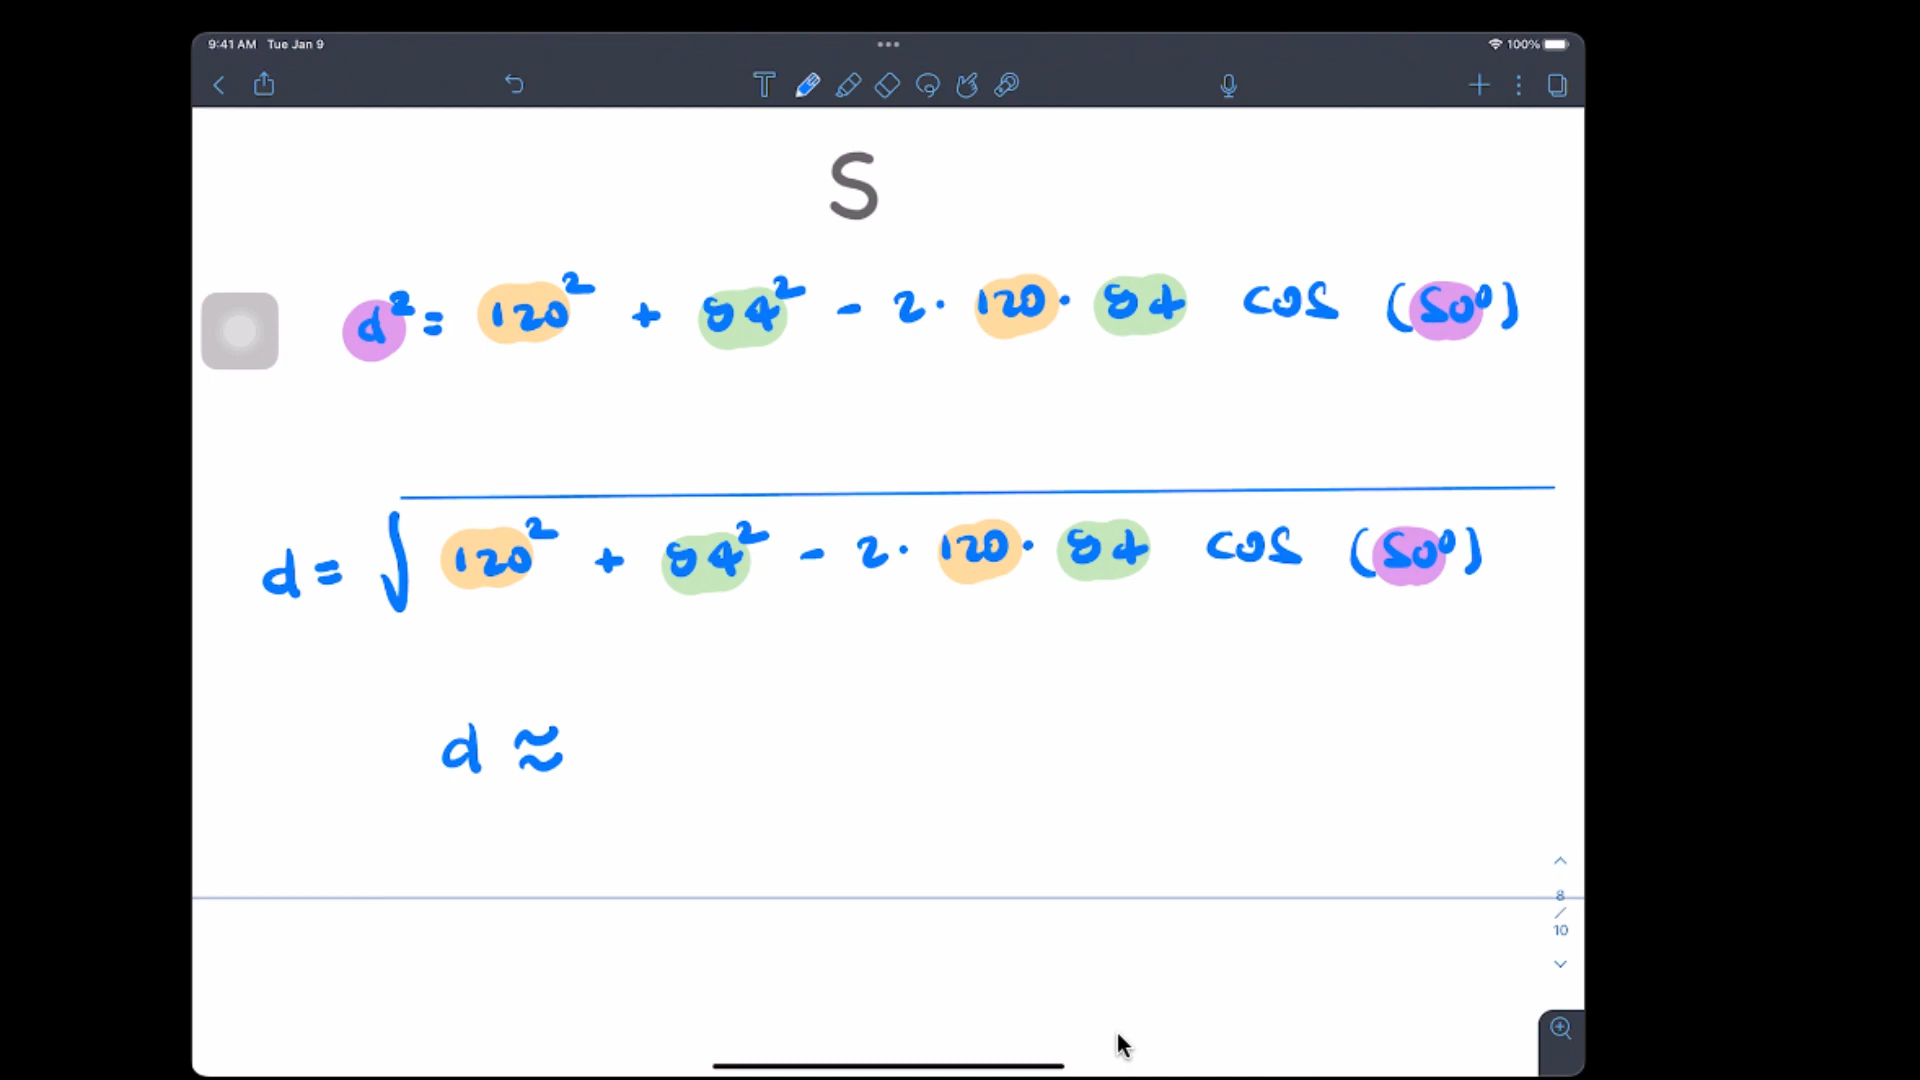 9:41 AM Tue Jan 9
100%
S
d² = 120² + 84² - 2 · 120 · 84 cos (50°)
d = √120² + 84² - 2 · 120 · 84 cos (50°)
d ≈
8
/
10